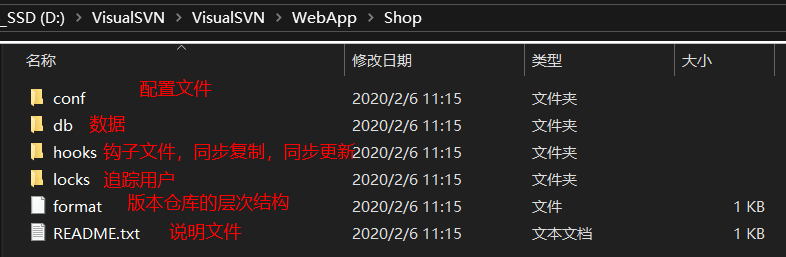 _SSD (D:) > VisualSVN > VisualSVN > WebApp > Shop
名称 修改日期 类型 大小
conf 配置文件 2020/2/6 11:15 文件夹
db 数据 2020/2/6 11:15 文件夹
hooks 钩子文件，同步复制，同步更新 2020/2/6 11:15 文件夹
locks 追踪用户 2020/2/6 11:15 文件夹
format 版本仓库的层次结构 2020/2/6 11:15 文件 1 KB
README.txt 说明文件 2020/2/6 11:15 文本文档 1 KB